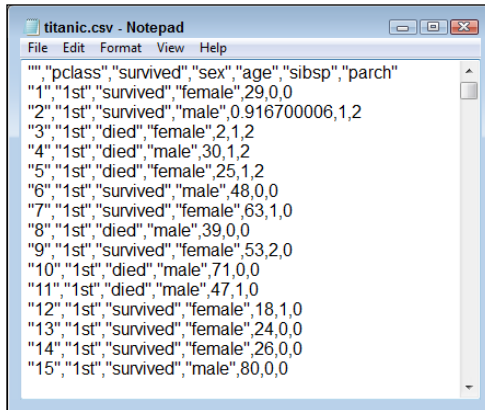 titanic.csv - Notepad
File Edit Format View Help
"","pclass","survived","sex","age","sibsp","parch"
"1","1st","survived","female",29,0,0
"2","1st","survived","male",0.916700006,1,2
"3","1st","died","female",2,1,2
"4","1st","died","male",30,1,2
"5","1st","died","female",25,1,2
"6","1st","survived","male",48,0,0
"7","1st","survived","female",63,1,0
"8","1st","died","male",39,0,0
"9","1st","survived","female",53,2,0
"10","1st","died","male",71,0,0
"11","1st","died","male",47,1,0
"12","1st","survived","female",18,1,0
"13","1st","survived","female",24,0,0
"14","1st","survived","female",26,0,0
"15","1st","survived","male",80,0,0